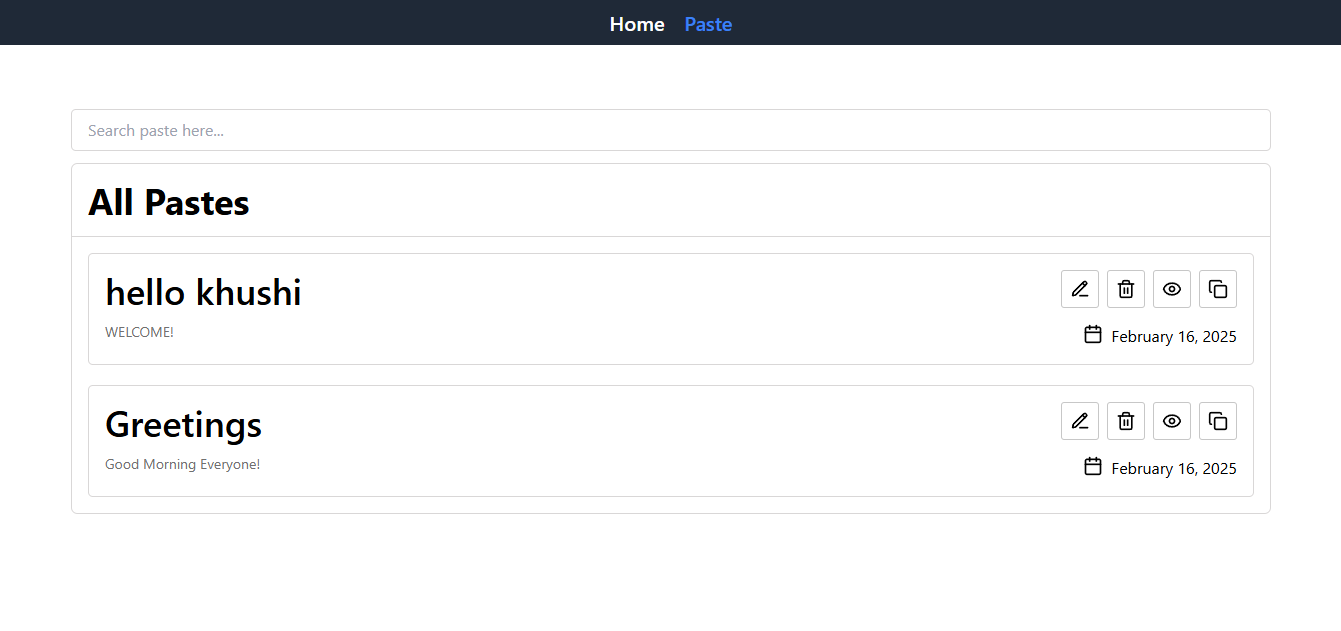 Home Paste
Search paste here...
All Pastes
hello khushi
WELCOME!
February 16, 2025
Greetings
Good Morning Everyone!
February 16, 2025